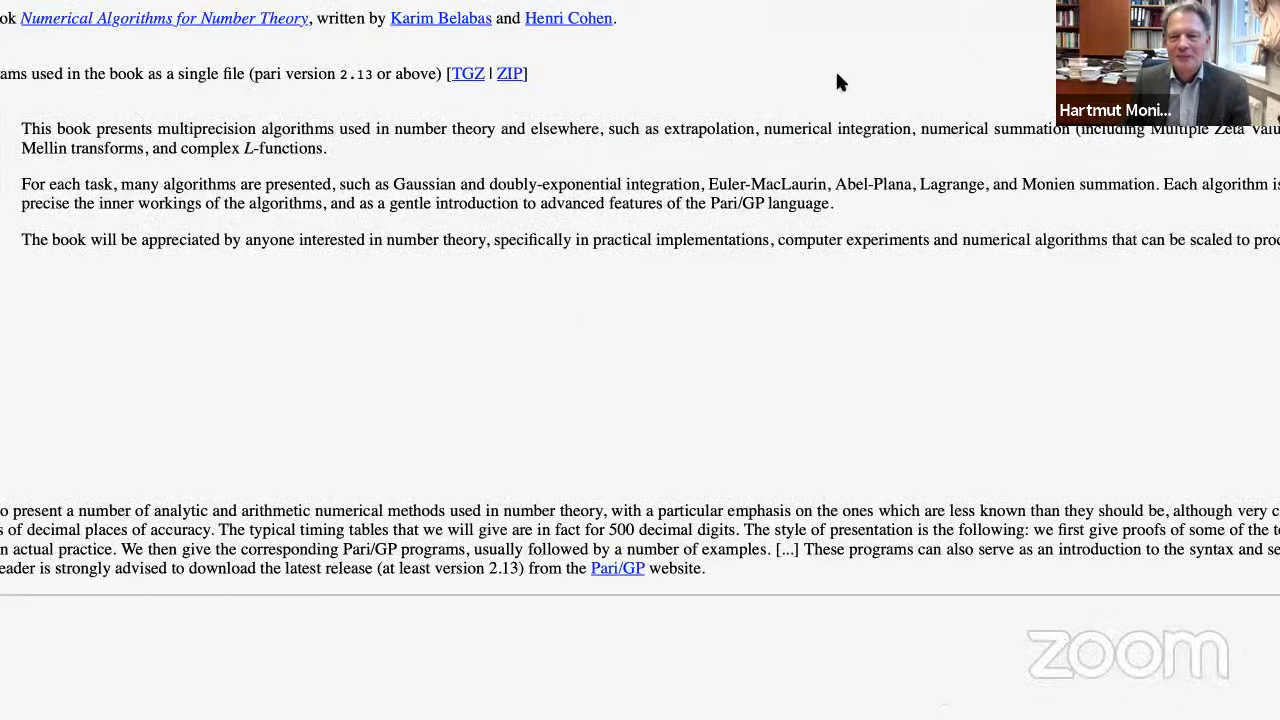 ok Numerical Algorithms for Number Theory, written by Karim Belabas and Henri Cohen.
ams used in the book as a single file (pari version 2.13 or above) [TGZ | ZIP]
Hartmut Moni...
This book presents multiprecision algorithms used in number theory and elsewhere, such as extrapolation, numerical integration, numerical summation (including Multiple Zeta Valu
Mellin transforms, and complex L-functions.
For each task, many algorithms are presented, such as Gaussian and doubly-exponential integration, Euler-MacLaurin, Abel-Plana, Lagrange, and Monien summation. Each algorithm is
precise the inner workings of the algorithms, and as a gentle introduction to advanced features of the Pari/GP language.
The book will be appreciated by anyone interested in number theory, specifically in practical implementations, computer experiments and numerical algorithms that can be scaled to proc
o present a number of analytic and arithmetic numerical methods used in number theory, with a particular emphasis on the ones which are less known than they should be, although very c
s of decimal places of accuracy. The typical timing tables that we will give are in fact for 500 decimal digits. The style of presentation is the following: we first give proofs of some of the t
n actual practice. We then give the corresponding Pari/GP programs, usually followed by a number of examples. [...] These programs can also serve as an introduction to the syntax and se
eader is strongly advised to download the latest release (at least version 2.13) from the Pari/GP website.
zoom